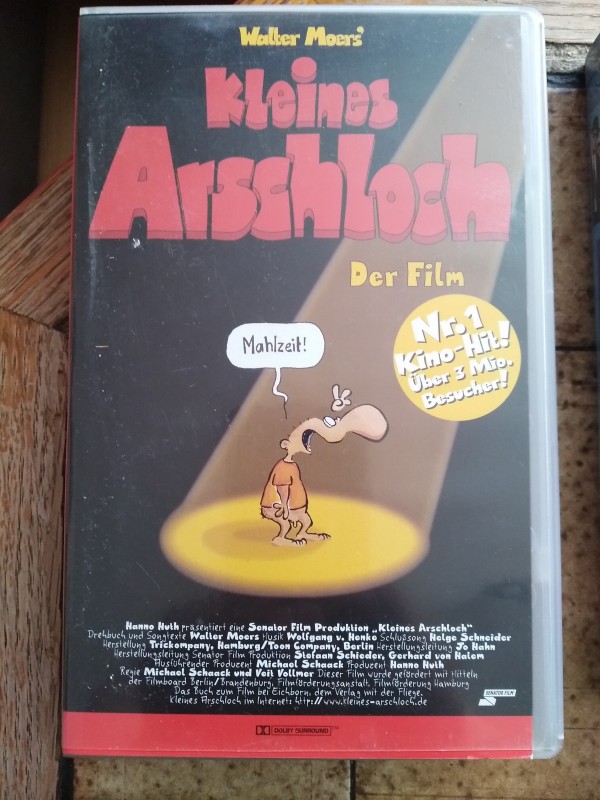 Walter Moers'
Kleines
Arschloch
Der Film
Nr. 1
Kino-Hit!
Über 3 Mio.
Besucher!
Mahlzeit!
Hanno Huth präsentiert eine Senator Film Produktion „Kleines Arschloch"
Drehbuch und Songtexte Walter Moers Musik Wolfgang v. Henko Schlußsong Helge Schneider
Herstellung Trickompany, Hamburg/Toon Company, Berlin Herstellungsleitung Jo Hahn
Herstellungsleitung Senator Film Produktion Stefaan Schieder, Gerhard von Halem
Ausführender Produzent Michael Schaack Produzent Hanno Huth
Regie Michael Schaack und Veit Vollmer Dieser Film wurde gefördert mit Mitteln
der Filmboard Berlin/Brandenburg, Filmförderungsanstalt, Filmförderung Hamburg
Das Buch zum Film bei Eichborn, dem Verlag mit der Fliege.
Kleines Arschloch im Internet: http://www.kleines-arschloch.de
SENATOR FILM
DOLBY SURROUND